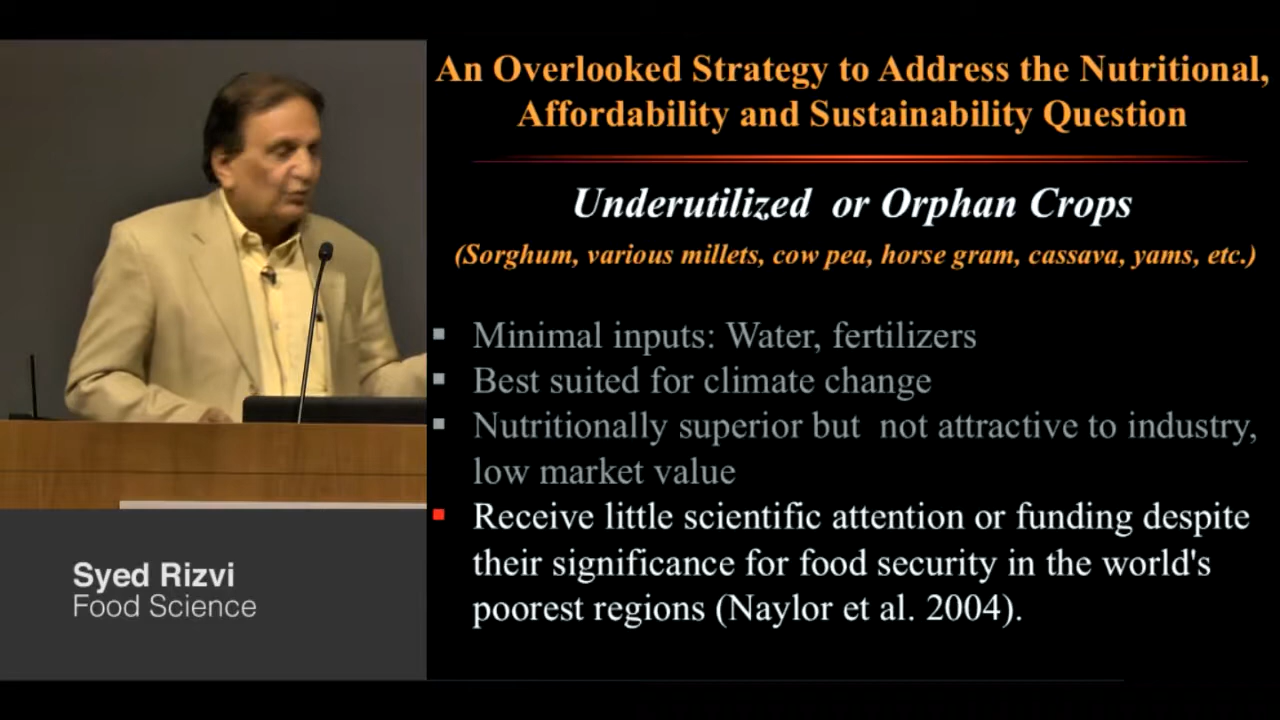 An Overlooked Strategy to Address the Nutritional,
Affordability and Sustainability Question
Underutilized or Orphan Crops
(Sorghum, various millets, cow pea, horse gram, cassava, yams, etc.)
▪ Minimal inputs: Water, fertilizers
▪ Best suited for climate change
▪ Nutritionally superior but not attractive to industry,
low market value
▪ Receive little scientific attention or funding despite
their significance for food security in the world's
poorest regions (Naylor et al. 2004).
Syed Rizvi
Food Science